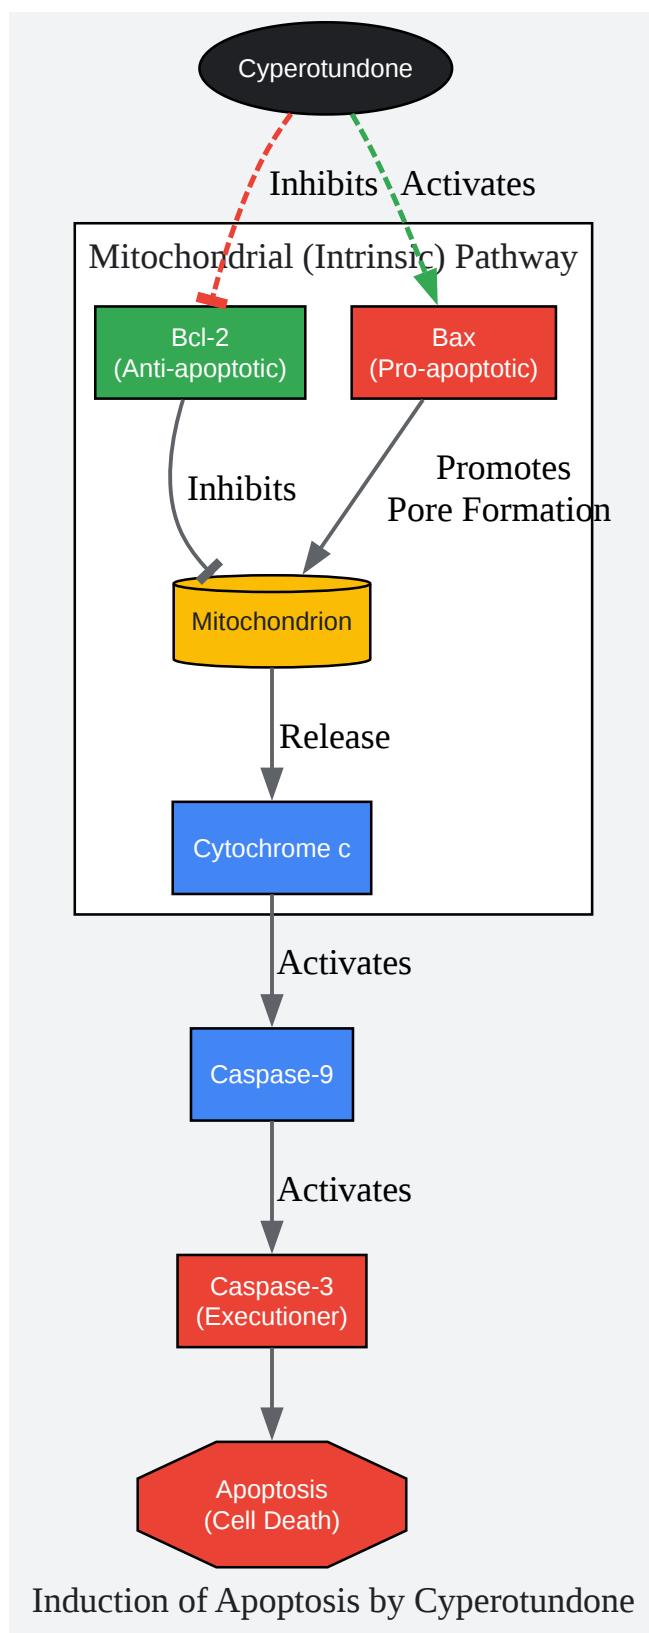 Cyperotundone
Inhibits
Activates
Mitochondrial (Intrinsic) Pathway
Bcl-2
(Anti-apoptotic)
Bax
(Pro-apoptotic)
Inhibits
Promotes
Pore Formation
Mitochondrion
Release
Cytochrome c
Activates
Caspase-9
Activates
Caspase-3
(Executioner)
Apoptosis
(Cell Death)
Induction of Apoptosis by Cyperotundone